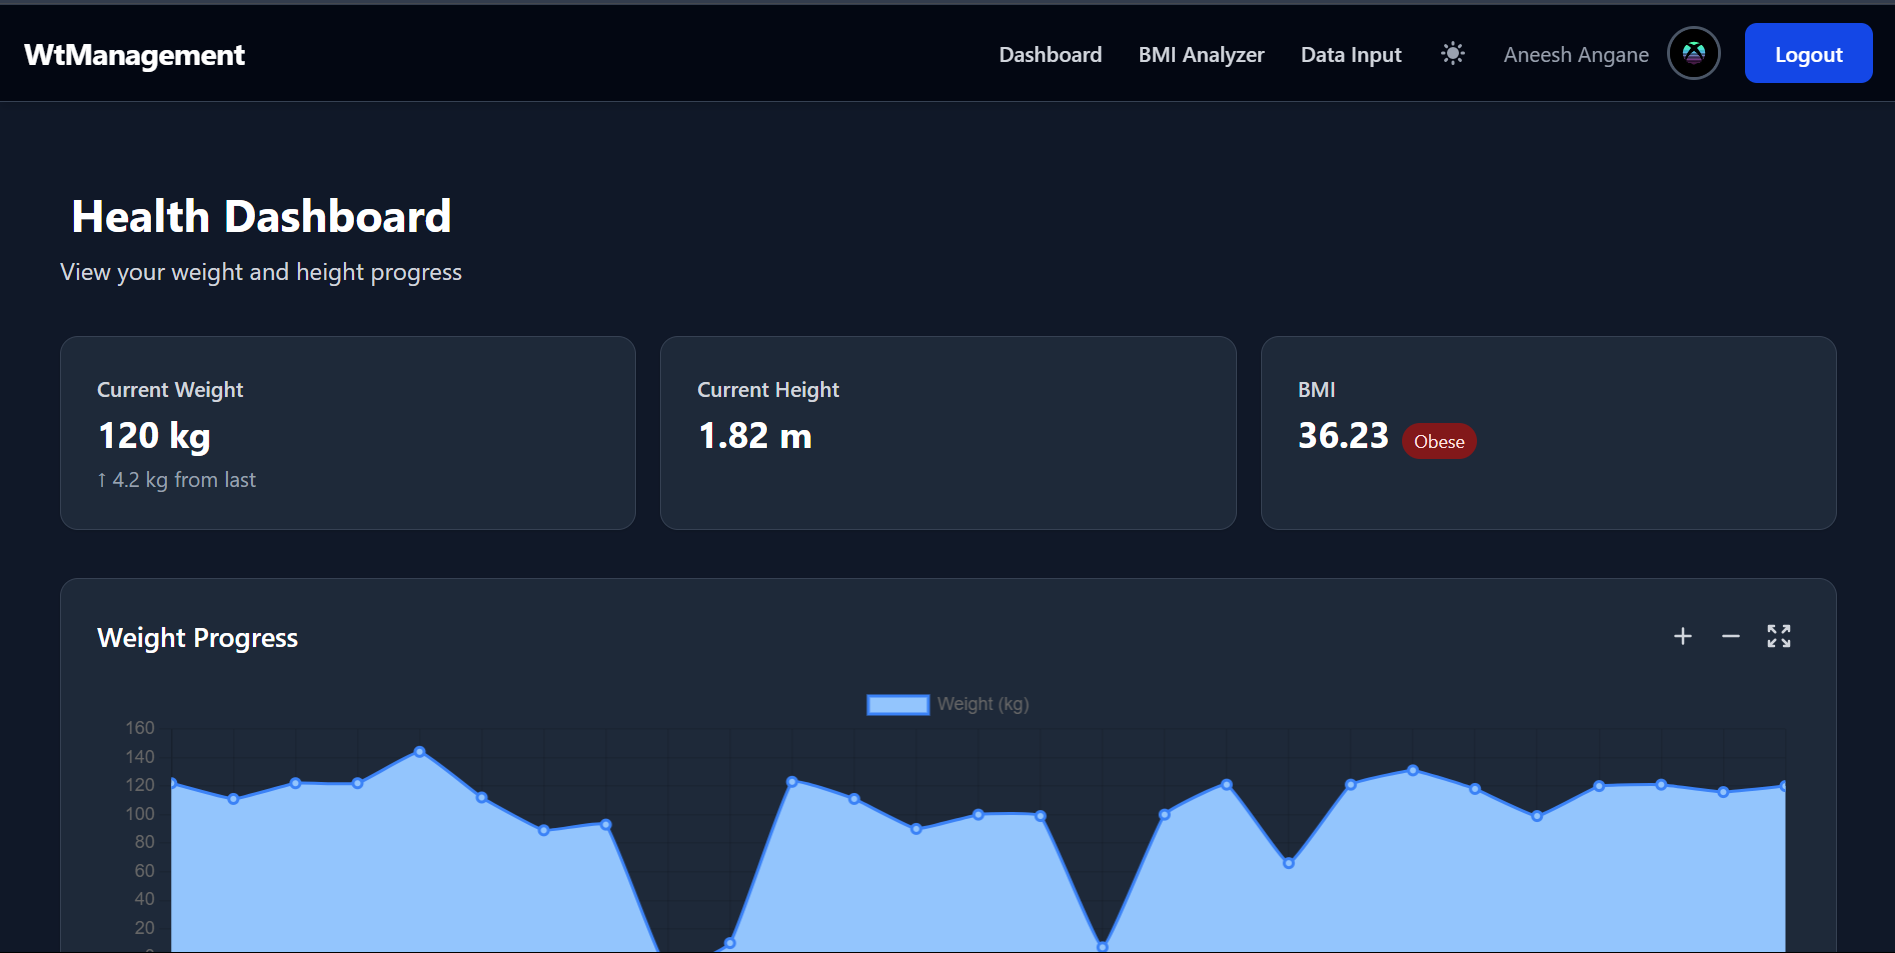 WtManagement
Dashboard
BMI Analyzer
Data Input
Aneesh Angane
Logout
Health Dashboard
View your weight and height progress
Current Weight
120 kg
↑ 4.2 kg from last
Current Height
1.82 m
BMI
36.23 Obese
Weight Progress
Weight (kg)
160
140
120
100
80
60
40
20